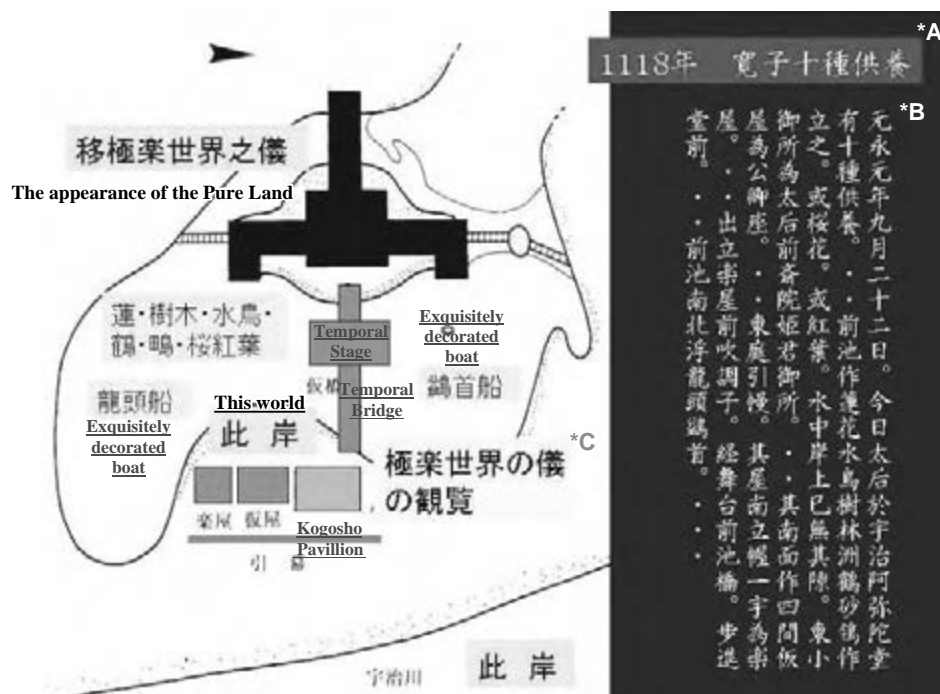 *A
1118年 寛子十種供養
*B
元永元年九月二十二日。今日太后於宇治阿弥陀堂
有十種供養。・・前池作蓮花水鳥樹林洲鶴砂作
立之。或桜花。或紅葉。水中岸上已無其隙。東小
御所為太后前斎院姫君御所。・・其南面作四間仮
屋為公卿座。・・東庭引幔。其屋南立幄一宇為楽
屋。・・出立楽屋前吹調子。経舞台前池橋。歩進
堂前。・・・前池南北浮龍頭鷁首。・・・
移極楽世界之儀
The appearance of the Pure Land
蓮・樹木・水鳥・
鶴・鴨・桜紅葉
Temporal
Stage
Exquisitely
decorated
boat
仮橋
Temporal
Bridge
鷁首船
龍頭船
Exquisitely
decorated
boat
This world
此岸
*C
極楽世界の儀
の観覧
楽屋
仮屋
Kogosho
Pavillion
引幕
宇治川
此岸